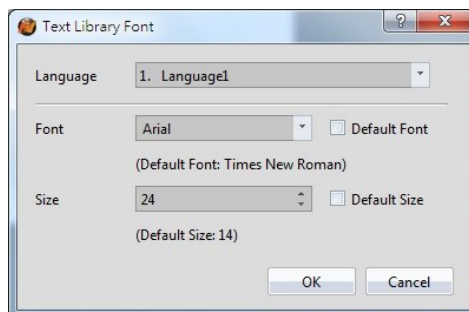 Text Library Font
Language 1. Language1
Font Arial Default Font
(Default Font: Times New Roman)
Size 24 Default Size
(Default Size: 14)
OK Cancel